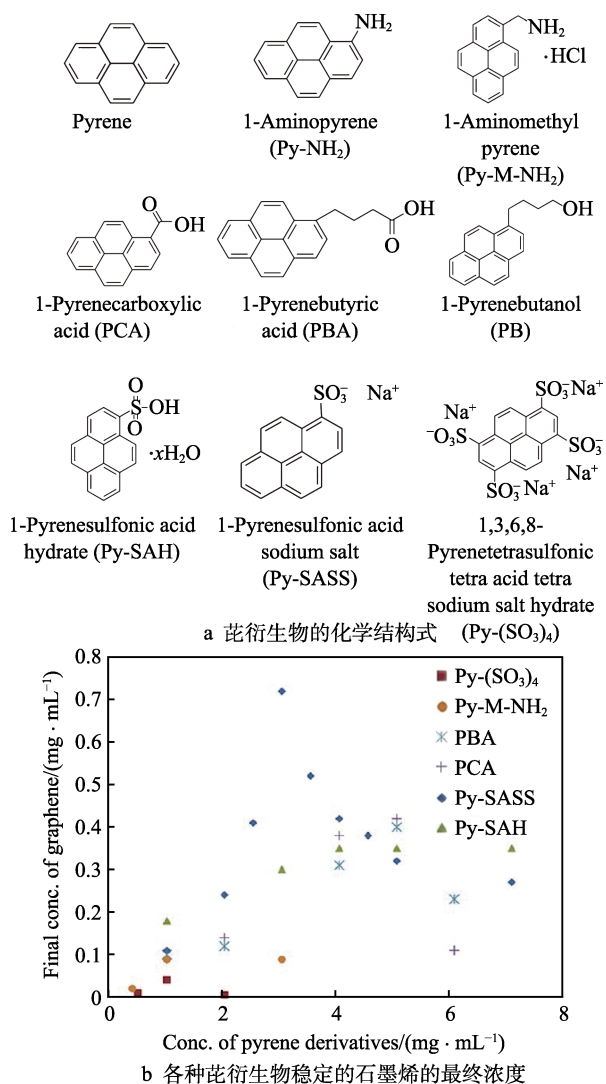 NH₂
NH₂
·HCl
Pyrene
1-Aminopyrene
(Py-NH₂)
1-Aminomethyl
pyrene
(Py-M-NH₂)
O
OH
OH
O
OH
1-Pyrenecarboxylic
acid (PCA)
1-Pyrenebutyric
acid (PBA)
1-Pyrenebutanol
(PB)
O
S-OH
O
·xH₂O
SO₃⁻ Na⁺
SO₃⁻Na⁺
Na⁺
⁻O₃S
SO₃⁻
Na⁺
SO₃⁻Na⁺
1-Pyrenesulfonic acid
hydrate (Py-SAH)
1-Pyrenesulfonic acid
sodium salt
(Py-SASS)
1,3,6,8-
Pyrenetetrasulfonic
tetra acid tetra
sodium salt hydrate
(Py-(SO₃)₄)
a 芘衍生物的化学结构式
0.8
0.7
0.6
0.5
0.4
0.3
0.2
0.1
0
Final conc. of graphene/(mg · mL⁻¹)
Py-(SO₃)₄
Py-M-NH₂
PBA
PCA
Py-SASS
Py-SAH
0 2 4 6 8
Conc. of pyrene derivatives/(mg · mL⁻¹)
b 各种芘衍生物稳定的石墨烯的最终浓度